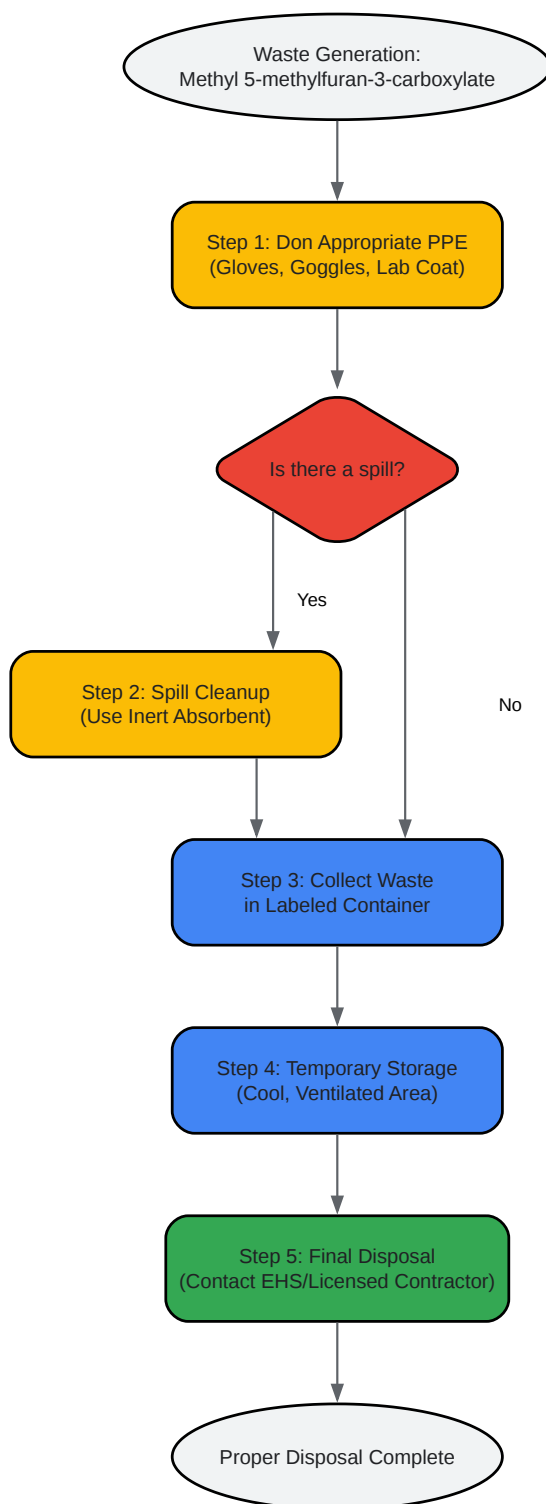 Waste Generation:
Methyl 5-methylfuran-3-carboxylate
Step 1: Don Appropriate PPE
(Gloves, Goggles, Lab Coat)
Is there a spill?
Yes
Step 2: Spill Cleanup
(Use Inert Absorbent)
No
Step 3: Collect Waste
in Labeled Container
Step 4: Temporary Storage
(Cool, Ventilated Area)
Step 5: Final Disposal
(Contact EHS/Licensed Contractor)
Proper Disposal Complete